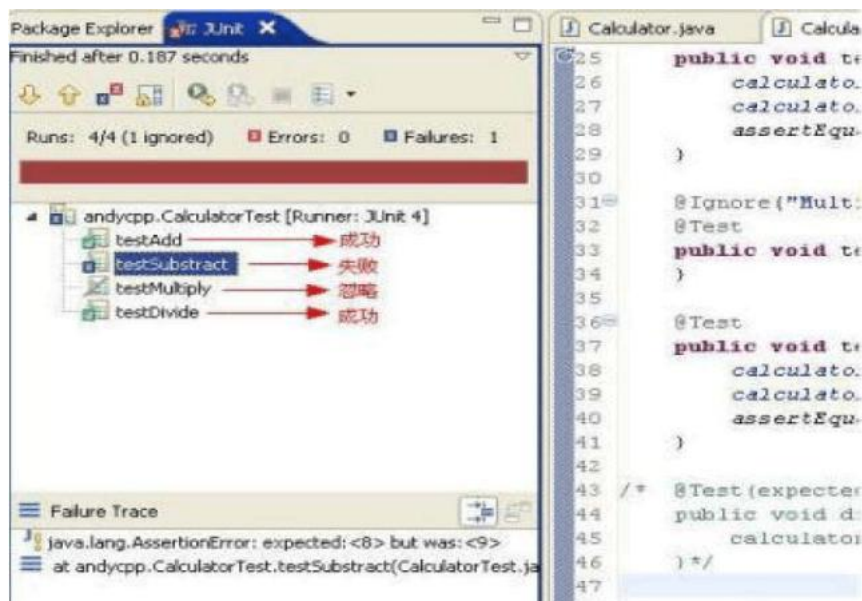 Package Explorer JUnit
Finished after 0.187 seconds
Runs: 4/4 (1 ignored) Errors: 0 Failures: 1
andycpp.CalculatorTest [Runner: JUnit 4]
testAdd 成功
testSubstract 失败
testMultiply 忽略
testDivide 成功
Failure Trace
java.lang.AssertionError: expected:<8> but was:<9>
at andycpp.CalculatorTest.testSubstract(CalculatorTest.ja
Calculator.java Calcula
25 public void te
26 calculato
27 calculato
28 assertEqu
29 }
30
31 @Ignore("Mult
32 @Test
33 public void te
34 }
35
36 @Test
37 public void te
38 calculato
39 calculato
40 assertEqu
41 }
42
43 /* @Test(expected
44 public void d
45 calculator
46 }*/
47